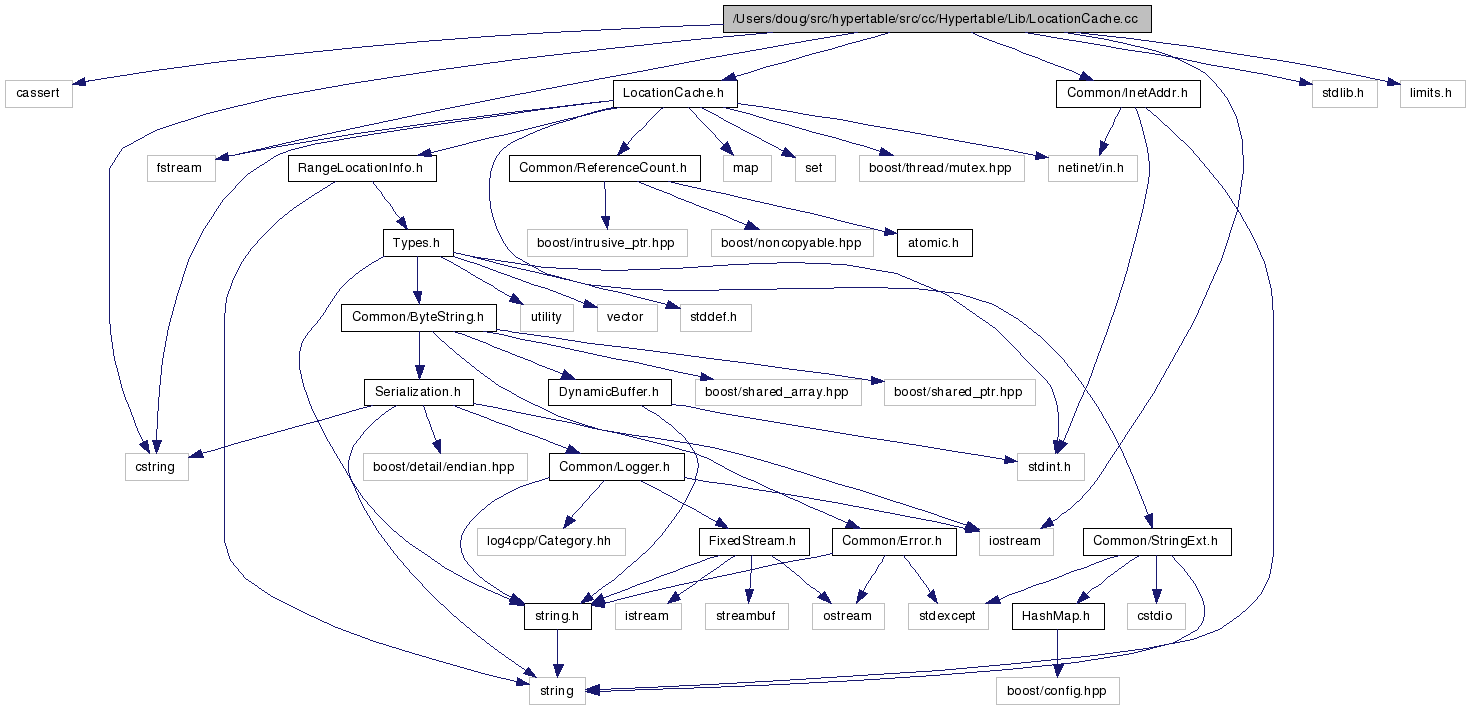 /Users/doug/src/hypertable/src/cc/Hypertable/Lib/LocationCache.cc
cassert
LocationCache.h
Common/InetAddr.h
stdlib.h
limits.h
fstream
RangeLocationInfo.h
Common/ReferenceCount.h
map
set
boost/thread/mutex.hpp
netinet/in.h
Types.h
boost/intrusive_ptr.hpp
boost/noncopyable.hpp
atomic.h
Common/ByteString.h
utility
vector
stddef.h
Serialization.h
DynamicBuffer.h
boost/shared_array.hpp
boost/shared_ptr.hpp
cstring
boost/detail/endian.hpp
Common/Logger.h
stdint.h
log4cpp/Category.hh
FixedStream.h
Common/Error.h
iostream
Common/StringExt.h
string.h
istream
streambuf
ostream
stdexcept
HashMap.h
cstdio
string
boost/config.hpp